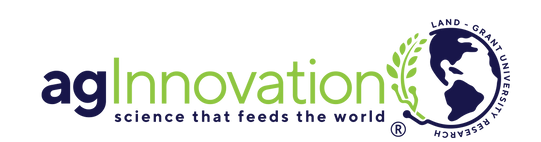 agInnovation
science that feeds the world
®
LAND - GRANT UNIVERSITY RESEARCH